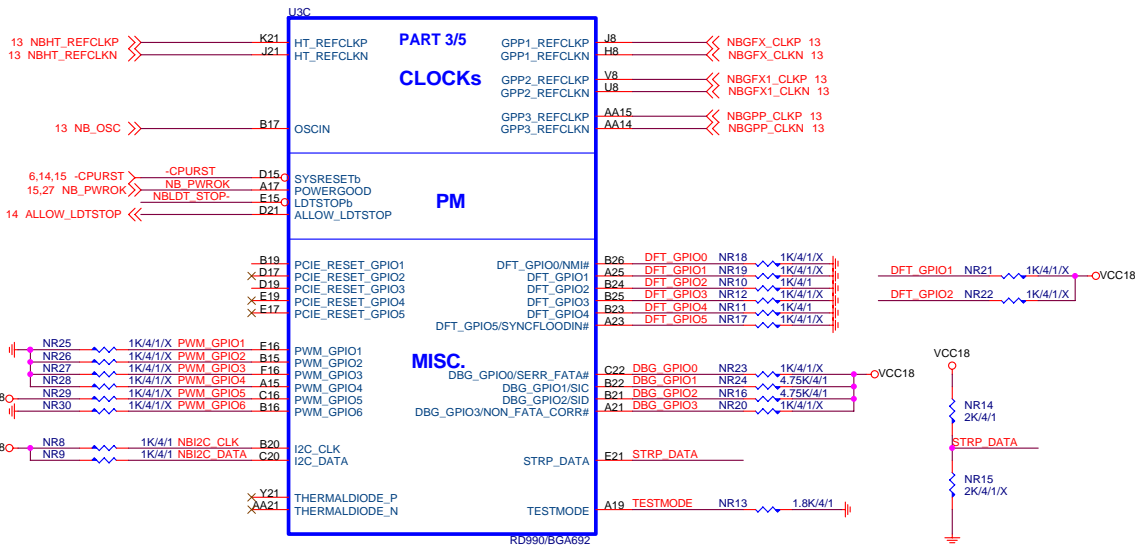 U3C
PART 3/5
CLOCKs
13 NBHT_REFCLKP K21 HT_REFCLKP GPP1_REFCLKP J8 NBGFX_CLKP 13
13 NBHT_REFCLKN J21 HT_REFCLKN GPP1_REFCLKN H8 NBGFX_CLKN 13
GPP2_REFCLKP V8 NBGFX1_CLKP 13
GPP2_REFCLKN U8 NBGFX1_CLKN 13
GPP3_REFCLKP AA15 NBGPP_CLKP 13
13 NB_OSC B17 OSCIN GPP3_REFCLKN AA14 NBGPP_CLKN 13
PM
6,14,15 -CPURST -CPURST D15 SYSRESETb
15,27 NB_PWROK NB_PWROK A17 POWERGOOD
NBLDT_STOP- E15 LDTSTOPb
14 ALLOW_LDTSTOP D21 ALLOW_LDTSTOP
B19 PCIE_RESET_GPIO1 DFT_GPIO0/NMI# B26 DFT_GPIO0 NR18 1K/4/1/X
D17 PCIE_RESET_GPIO2 DFT_GPIO1 A25 DFT_GPIO1 NR19 1K/4/1/X
D19 PCIE_RESET_GPIO3 DFT_GPIO2 B24 DFT_GPIO2 NR10 1K/4/1
E19 PCIE_RESET_GPIO4 DFT_GPIO3 B25 DFT_GPIO3 NR12 1K/4/1/X
E17 PCIE_RESET_GPIO5 DFT_GPIO4 B23 DFT_GPIO4 NR11 1K/4/1
DFT_GPIO5/SYNCFLOODIN# A23 DFT_GPIO5 NR17 1K/4/1/X
DFT_GPIO1 NR21 1K/4/1/X VCC18
DFT_GPIO2 NR22 1K/4/1/X
MISC.
NR25 1K/4/1/X PWM_GPIO1 E16 PWM_GPIO1
NR26 1K/4/1/X PWM_GPIO2 B15 PWM_GPIO2
NR27 1K/4/1/X PWM_GPIO3 F16 PWM_GPIO3
NR28 1K/4/1/X PWM_GPIO4 A15 PWM_GPIO4
8 NR29 1K/4/1/X PWM_GPIO5 C16 PWM_GPIO5
NR30 1K/4/1/X PWM_GPIO6 B16 PWM_GPIO6
DBG_GPIO0/SERR_FATA# C22 DBG_GPIO0 NR23 1K/4/1/X VCC18
DBG_GPIO1/SIC B22 DBG_GPIO1 NR24 4.75K/4/1
DBG_GPIO2/SID B21 DBG_GPIO2 NR16 4.75K/4/1
DBG_GPIO3/NON_FATA_CORR# A21 DBG_GPIO3 NR20 1K/4/1/X
8 NR8 1K/4/1 NBI2C_CLK B20 I2C_CLK
NR9 1K/4/1 NBI2C_DATA C20 I2C_DATA
STRP_DATA E21 STRP_DATA
Y21 THERMALDIODE_P
AA21 THERMALDIODE_N
TESTMODE A19 TESTMODE NR13 1.8K/4/1
VCC18
NR14
2K/4/1
STRP_DATA
NR15
2K/4/1/X
RD990/BGA692